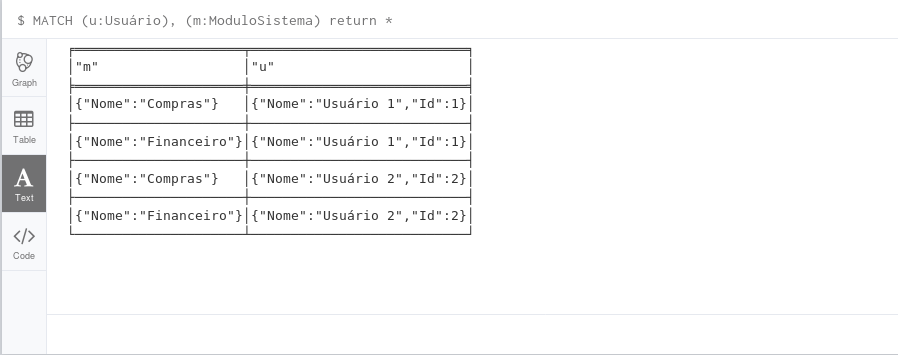 $ MATCH (u:Usuário), (m:ModuloSistema) return *
Graph
Table
Text
Code
"m" "u"
{"Nome":"Compras"} {"Nome":"Usuário 1","Id":1}
{"Nome":"Financeiro"} {"Nome":"Usuário 1","Id":1}
{"Nome":"Compras"} {"Nome":"Usuário 2","Id":2}
{"Nome":"Financeiro"} {"Nome":"Usuário 2","Id":2}